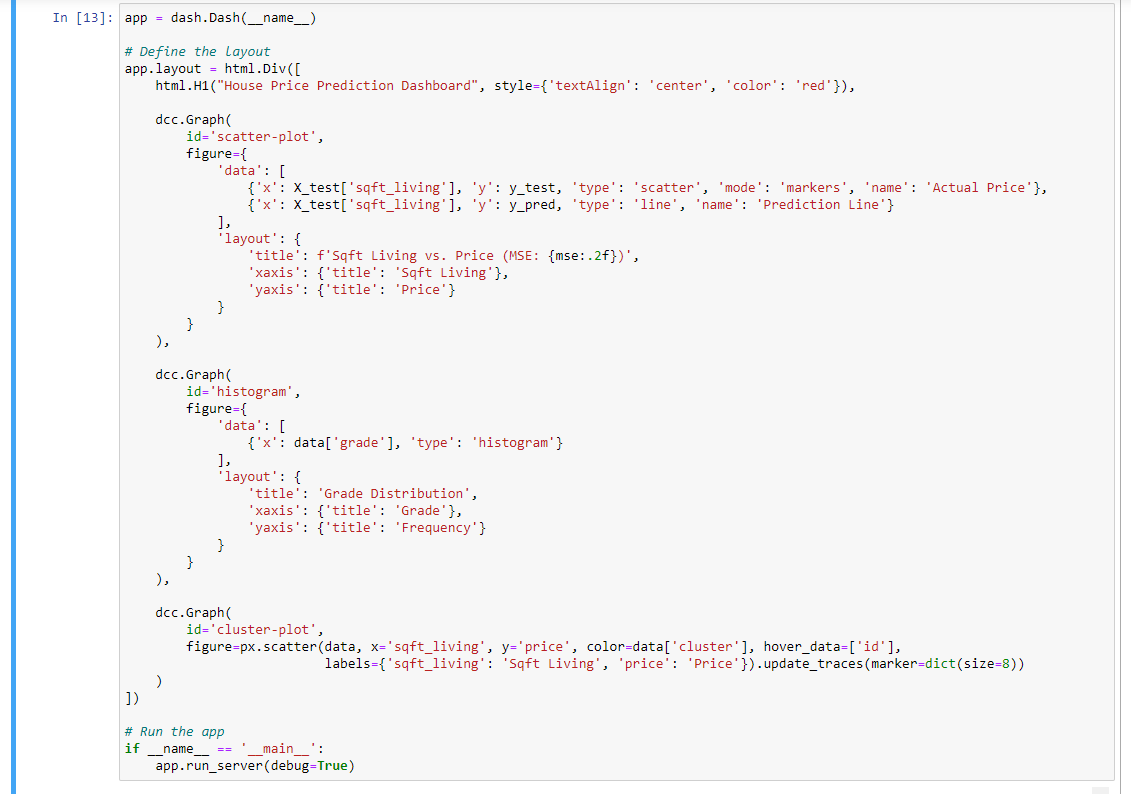 In [13]: app = dash.Dash(__name__)
# Define the layout
app.layout = html.Div([
    html.H1("House Price Prediction Dashboard", style={'textAlign': 'center', 'color': 'red'}),
    dcc.Graph(
        id='scatter-plot',
        figure={
            'data': [
                {'x': X_test['sqft_living'], 'y': y_test, 'type': 'scatter', 'mode': 'markers', 'name': 'Actual Price'},
                {'x': X_test['sqft_living'], 'y': y_pred, 'type': 'line', 'name': 'Prediction Line'}
            ],
            'layout': {
                'title': f'Sqft Living vs. Price (MSE: {mse:.2f})',
                'xaxis': {'title': 'Sqft Living'},
                'yaxis': {'title': 'Price'}
            }
        }
    ),
    dcc.Graph(
        id='histogram',
        figure={
            'data': [
                {'x': data['grade'], 'type': 'histogram'}
            ],
            'layout': {
                'title': 'Grade Distribution',
                'xaxis': {'title': 'Grade'},
                'yaxis': {'title': 'Frequency'}
            }
        }
    ),
    dcc.Graph(
        id='cluster-plot',
        figure=px.scatter(data, x='sqft_living', y='price', color=data['cluster'], hover_data=['id'],
                          labels={'sqft_living': 'Sqft Living', 'price': 'Price'}).update_traces(marker=dict(size=8))
    )
])
# Run the app
if __name__ == '__main__':
    app.run_server(debug=True)